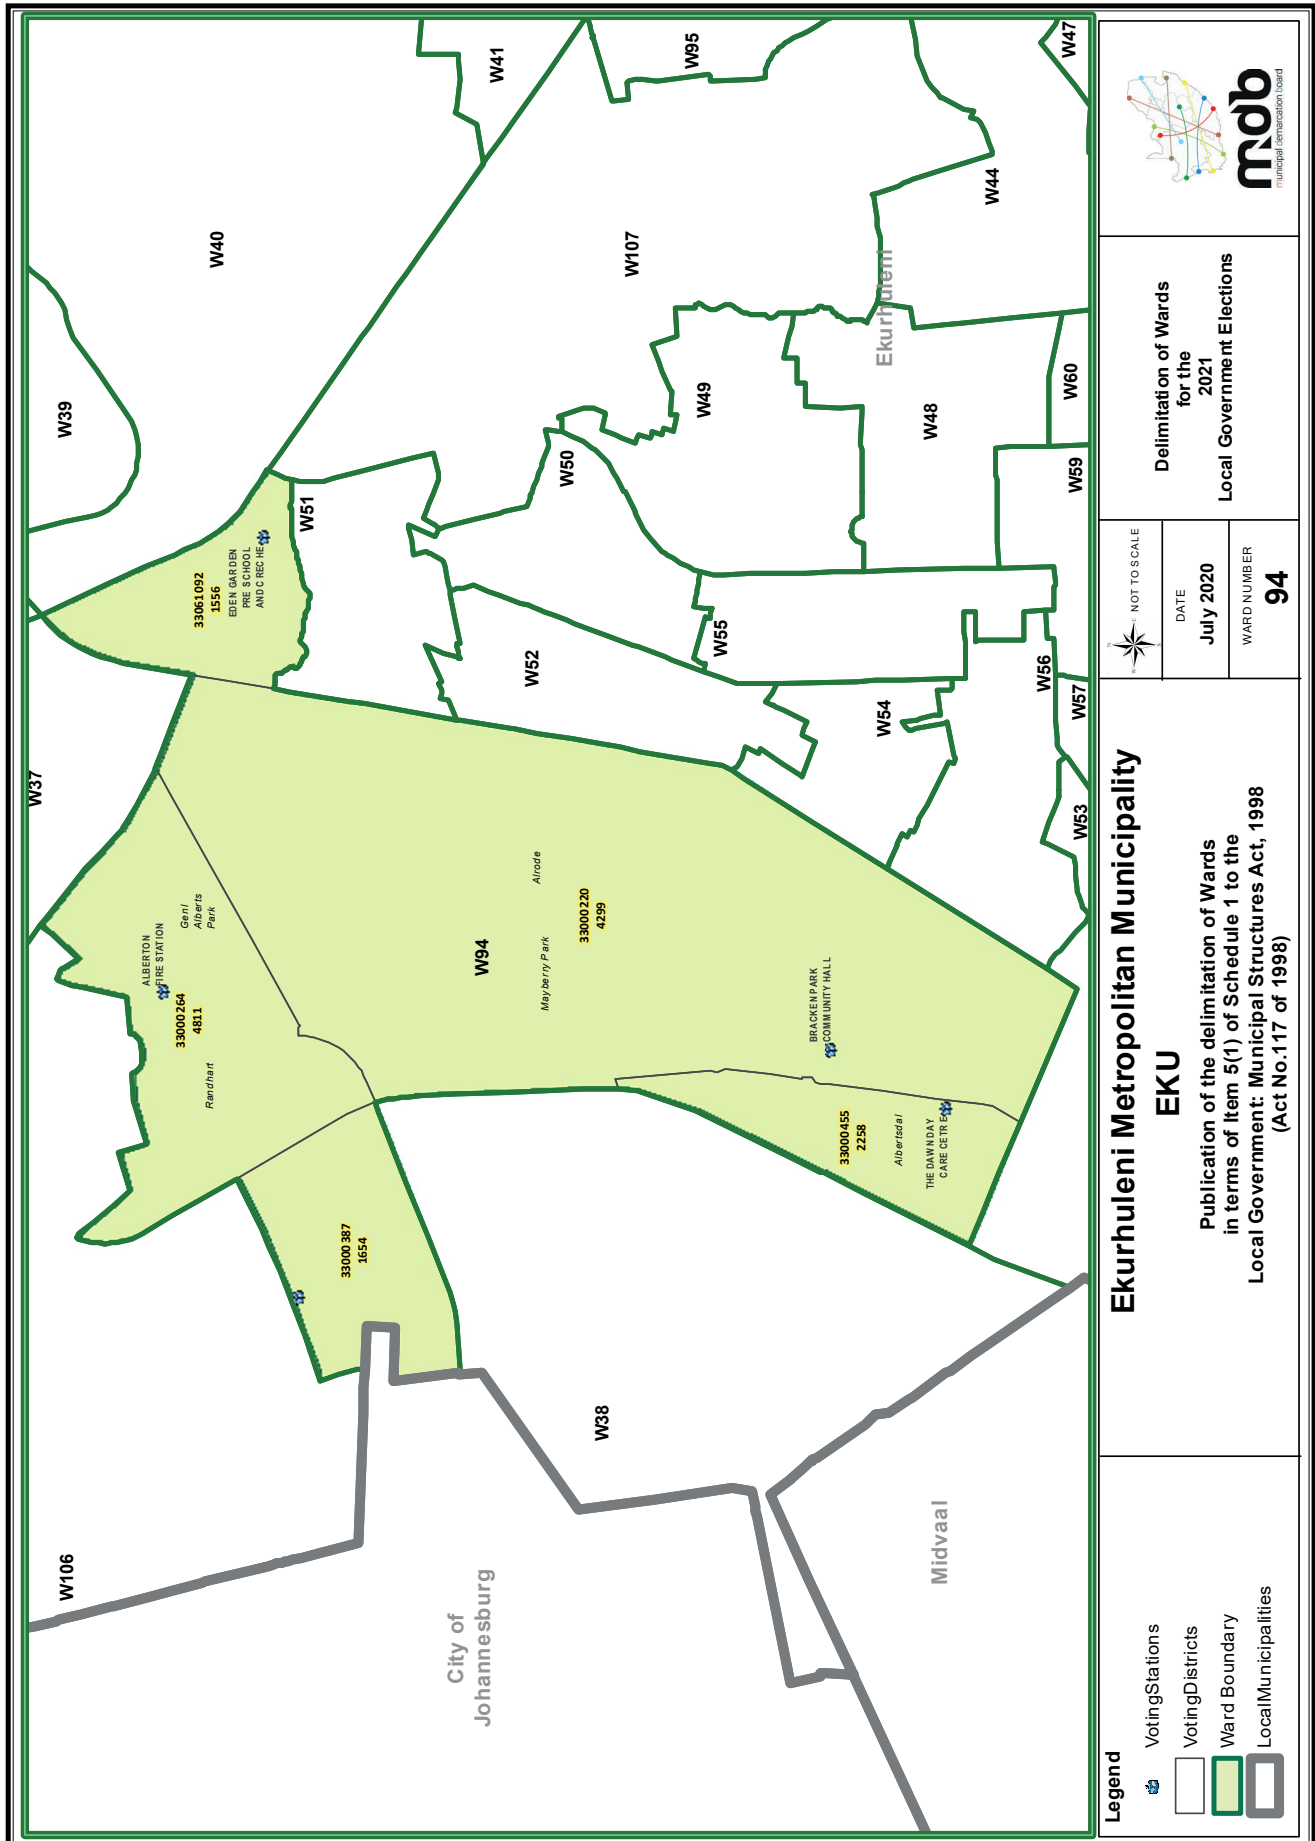 W106
W37
W39
W40
W41
W95
W47
W107
W44
W49
W50
W48
W60
W59
W51
W52
W55
W54
W56
W57
W53
W38
W94
33061092
1556
EDEN GARDEN
PRE SCHOOL
AND CRECHE
ALBERTON
FIRE STATION
33000264
4811
Genl
Alberts
Park
Randhart
33000387
1654
Alrode
33000220
4299
Mayberry Park
BRACKENPARK
COMMUNITY HALL
33000455
2258
Albertsdal
THE DAWN DAY
CARE CETRE
Ekurhuleni
City of
Johannesburg
Midvaal
Legend
VotingStations
VotingDistricts
Ward Boundary
LocalMunicipalities
Ekurhuleni Metropolitan Municipality
EKU
Publication of the delimitation of Wards
in terms of Item 5(1) of Schedule 1 to the
Local Government: Municipal Structures Act, 1998
(Act No.117 of 1998)
N
E
S
W
NOT TO SCALE
DATE
July 2020
WARD NUMBER
94
Delimitation of Wards
for the
2021
Local Government Elections
mdb
municipal demarcation board